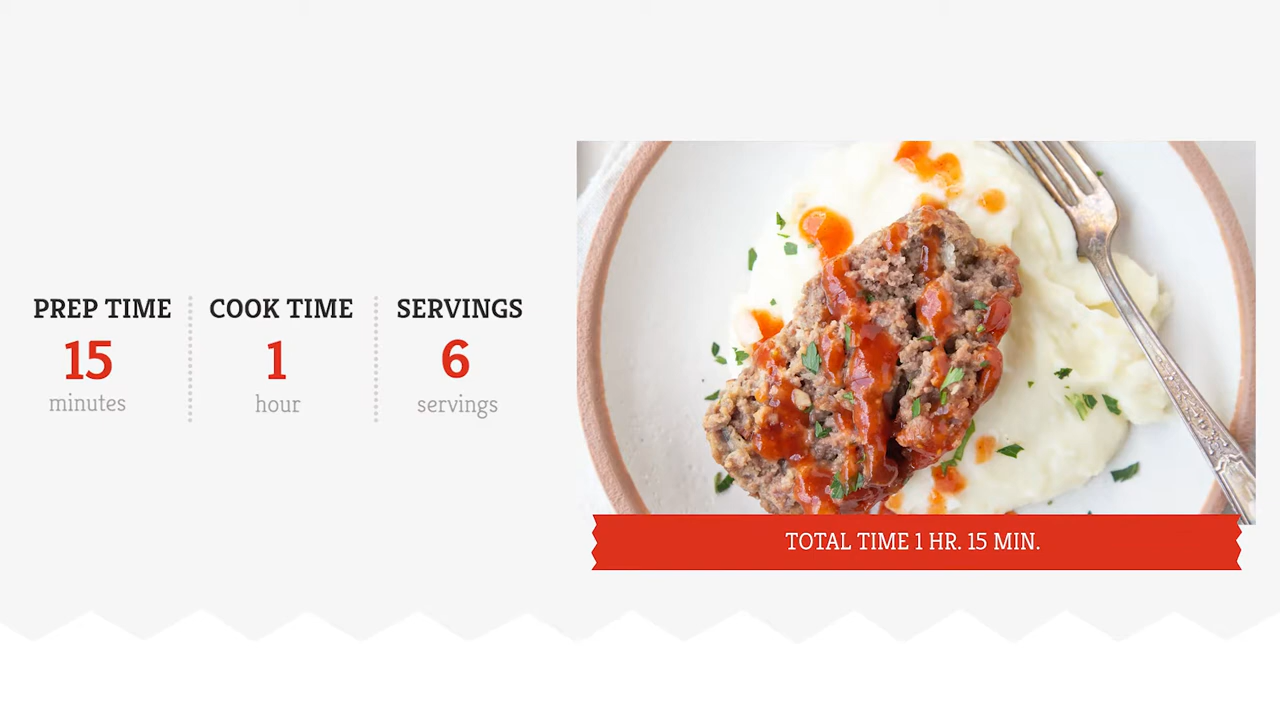 PREP TIME
15
minutes
COOK TIME
1
hour
SERVINGS
6
servings
TOTAL TIME 1 HR. 15 MIN.